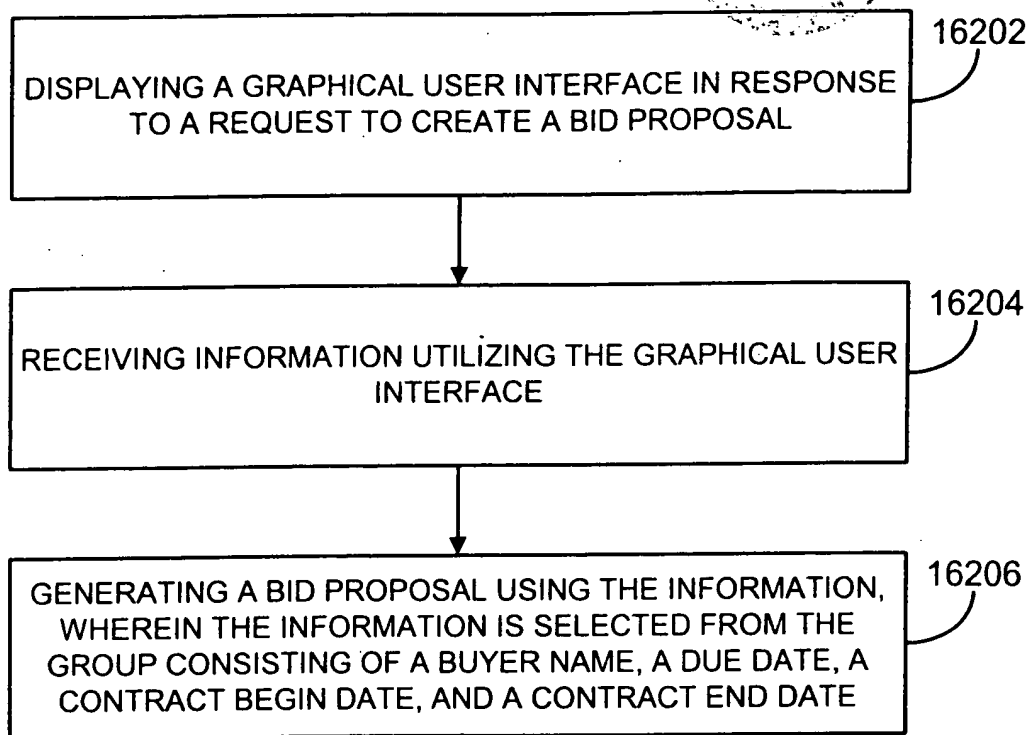 16202
DISPLAYING A GRAPHICAL USER INTERFACE IN RESPONSE
TO A REQUEST TO CREATE A BID PROPOSAL
16204
RECEIVING INFORMATION UTILIZING THE GRAPHICAL USER
INTERFACE
16206
GENERATING A BID PROPOSAL USING THE INFORMATION,
WHEREIN THE INFORMATION IS SELECTED FROM THE
GROUP CONSISTING OF A BUYER NAME, A DUE DATE, A
CONTRACT BEGIN DATE, AND A CONTRACT END DATE